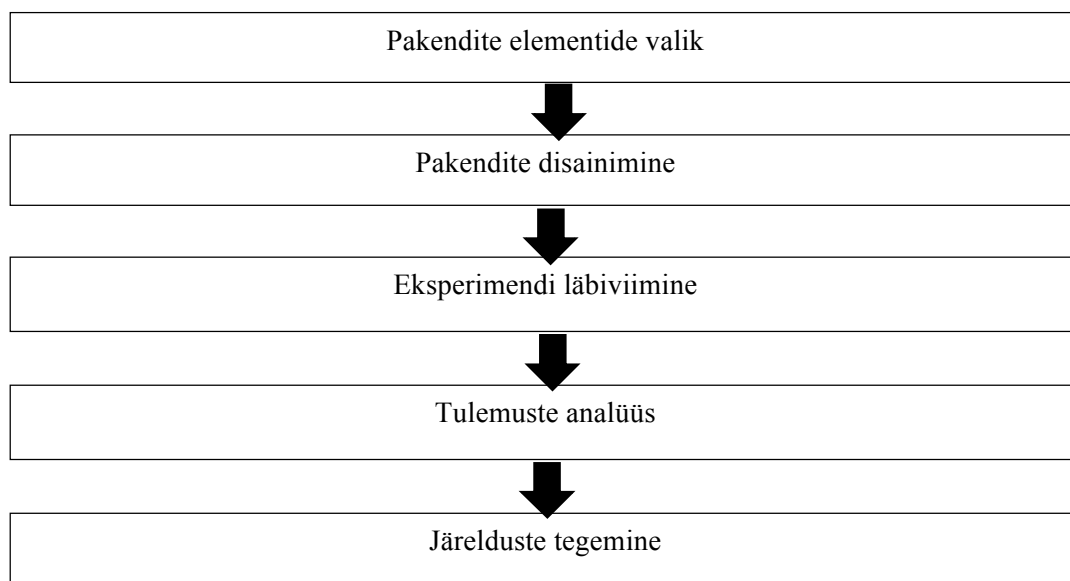 Pakendite elementide valik
Pakendite disainimine
Eksperimendi läbiviimine
Tulemuste analüüs
Järelduste tegemine